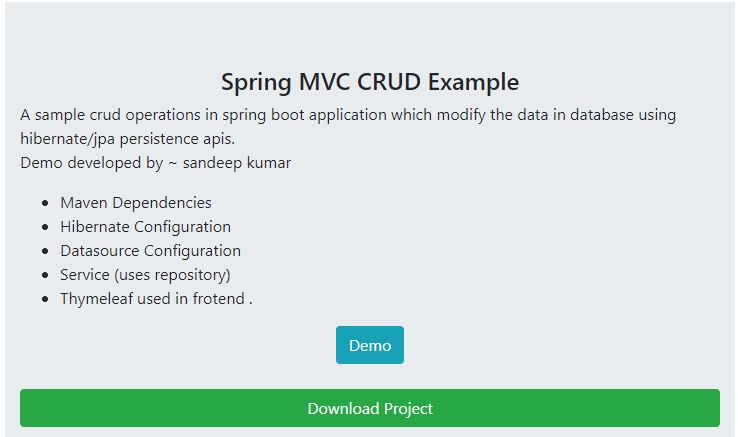 Spring MVC CRUD Example
A sample crud operations in spring boot application which modify the data in database using
hibernate/jpa persistence apis.
Demo developed by ~ sandeep kumar
• Maven Dependencies
• Hibernate Configuration
• Datasource Configuration
• Service (uses repository)
• Thymeleaf used in frotend .
Demo
Download Project